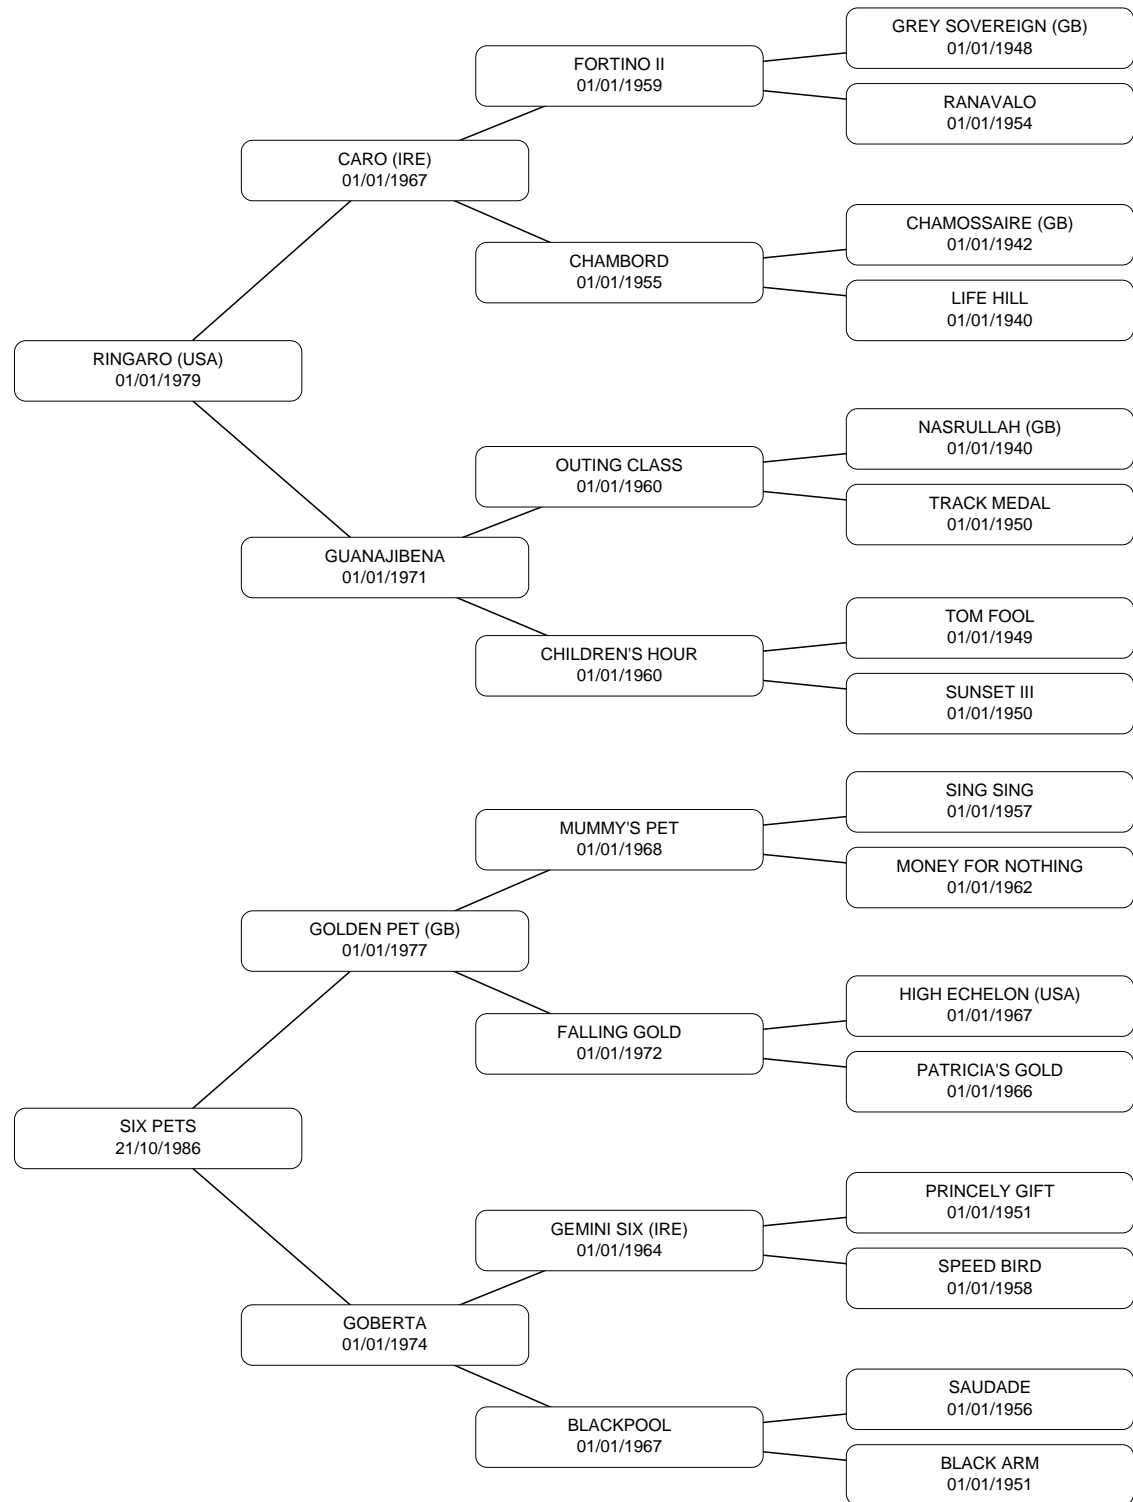 GREY SOVEREIGN (GB)
01/01/1948
FORTINO II
01/01/1959
RANAVALO
01/01/1954
CARO (IRE)
01/01/1967
CHAMOSSAIRE (GB)
01/01/1942
CHAMBORD
01/01/1955
LIFE HILL
01/01/1940
RINGARO (USA)
01/01/1979
NASRULLAH (GB)
01/01/1940
OUTING CLASS
01/01/1960
TRACK MEDAL
01/01/1950
GUANAJIBENA
01/01/1971
TOM FOOL
01/01/1949
CHILDREN'S HOUR
01/01/1960
SUNSET III
01/01/1950
SING SING
01/01/1957
MUMMY'S PET
01/01/1968
MONEY FOR NOTHING
01/01/1962
GOLDEN PET (GB)
01/01/1977
HIGH ECHELON (USA)
01/01/1967
FALLING GOLD
01/01/1972
PATRICIA'S GOLD
01/01/1966
SIX PETS
21/10/1986
PRINCELY GIFT
01/01/1951
GEMINI SIX (IRE)
01/01/1964
SPEED BIRD
01/01/1958
GOBERTA
01/01/1974
SAUDADE
01/01/1956
BLACKPOOL
01/01/1967
BLACK ARM
01/01/1951